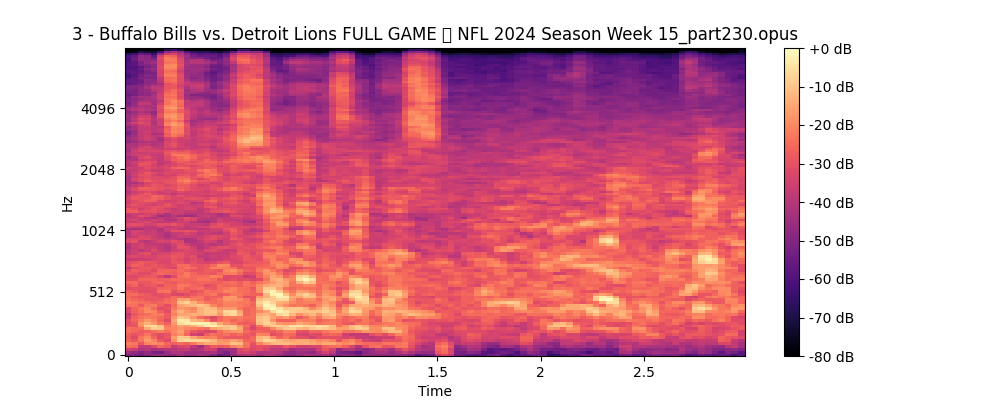 3 - Buffalo Bills vs. Detroit Lions FULL GAME ▯ NFL 2024 Season Week 15_part230.opus
+0 dB
-10 dB
-20 dB
-30 dB
-40 dB
-50 dB
-60 dB
-70 dB
-80 dB
4096
2048
1024
512
0
Hz
0
0.5
1
1.5
2
2.5
Time